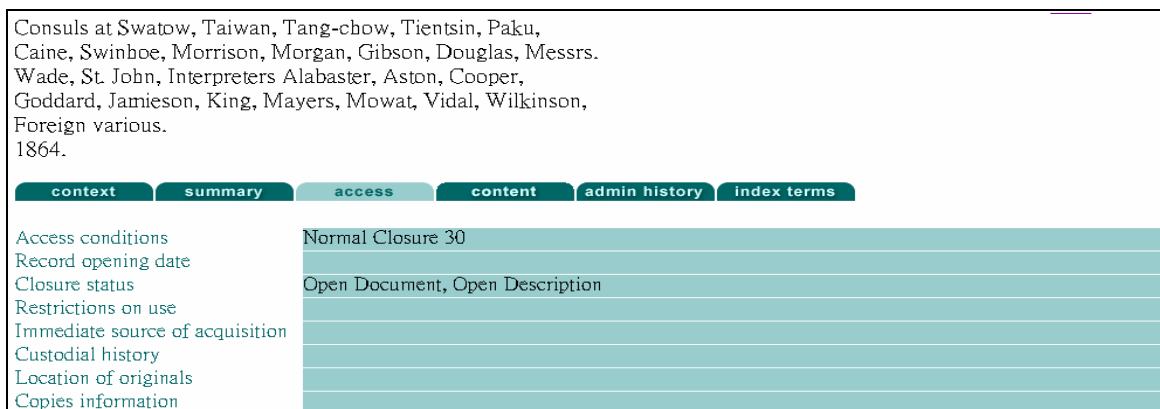 Consuls at Swatow, Taiwan, Tang-chow, Tientsin, Paku,
Caine, Swinhoe, Morrison, Morgan, Gibson, Douglas, Messrs.
Wade, St. John, Interpreters Alabaster, Aston, Cooper,
Goddard, Jamieson, King, Mayers, Mowat, Vidal, Wilkinson,
Foreign various.
1864.
context summary access content admin history index terms
Access conditions Normal Closure 30
Record opening date
Closure status Open Document, Open Description
Restrictions on use
Immediate source of acquisition
Custodial history
Location of originals
Copies information